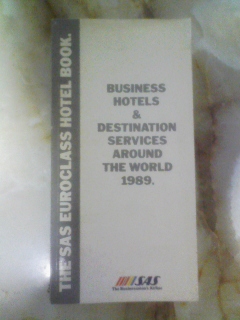 THE SAS EUROCLASS HOTEL BOOK.
BUSINESS
HOTELS
&
DESTINATION
SERVICES
AROUND
THE WORLD
1989.
SAS
The Businessman's Airline